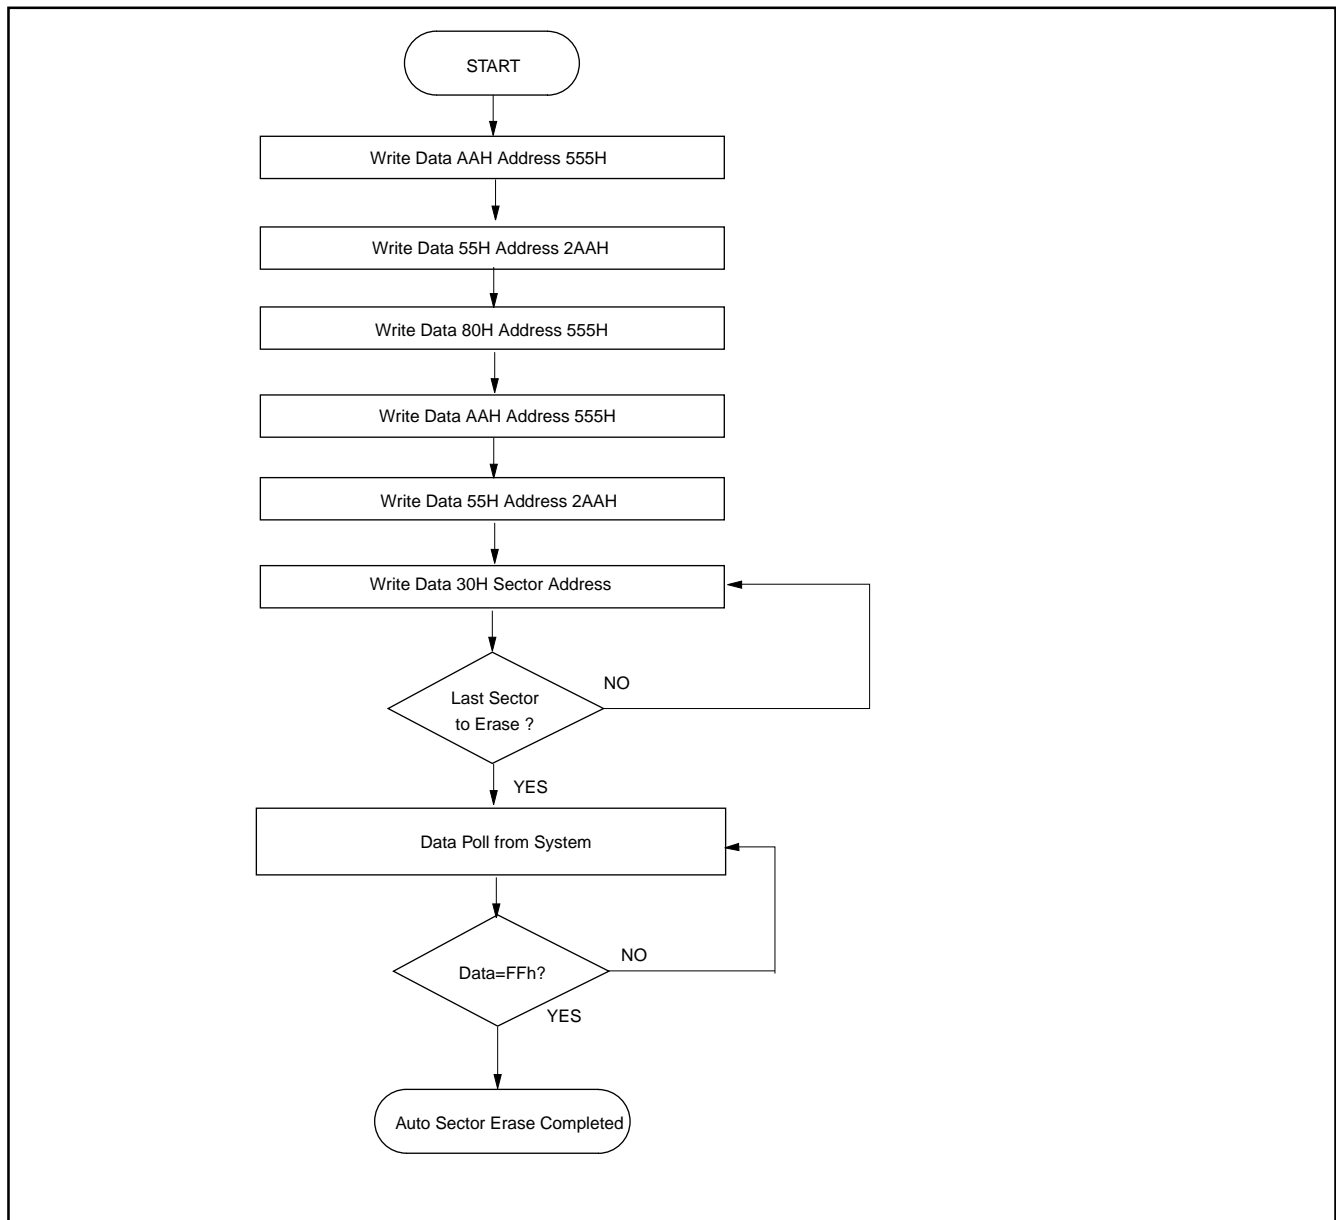 START
Write Data AAH Address 555H
Write Data 55H Address 2AAH
Write Data 80H Address 555H
Write Data AAH Address 555H
Write Data 55H Address 2AAH
Write Data 30H Sector Address
NO
Last Sector
to Erase ?
YES
Data Poll from System
NO
Data=FFh?
YES
Auto Sector Erase Completed